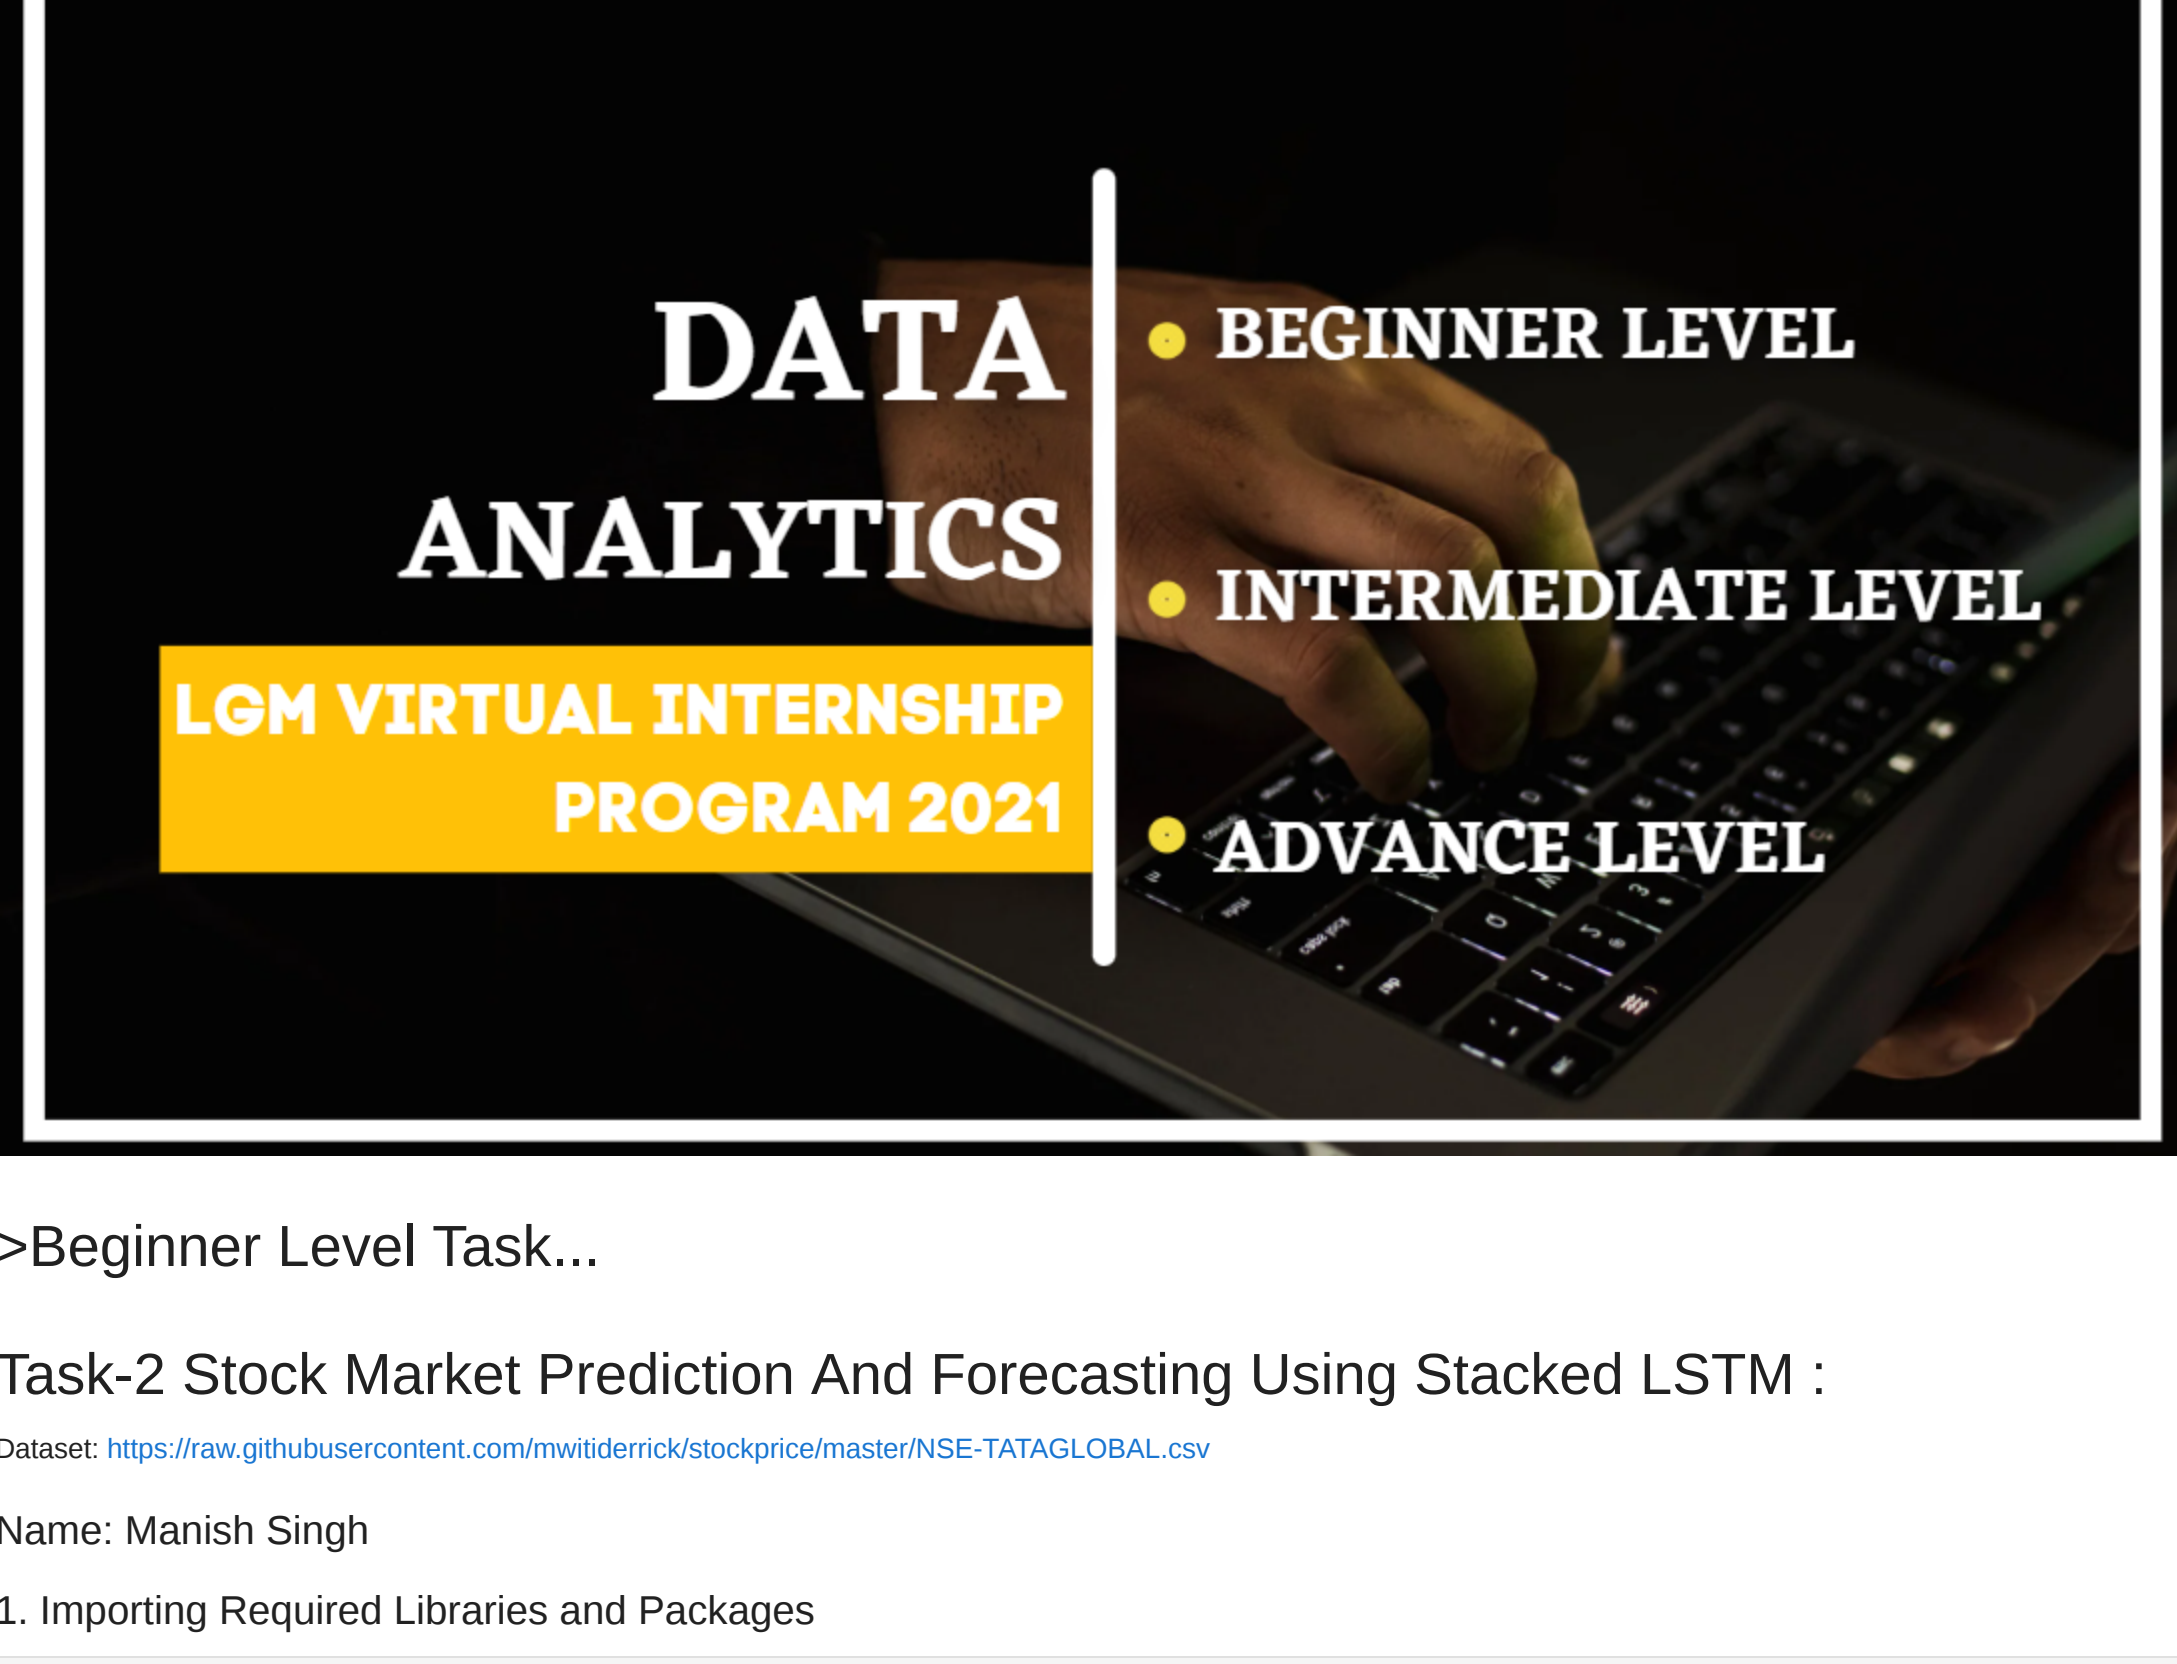 DATA
ANALYTICS
LGM VIRTUAL INTERNSHIP
PROGRAM 2021
BEGINNER LEVEL
INTERMEDIATE LEVEL
ADVANCE LEVEL
>Beginner Level Task...
Task-2 Stock Market Prediction And Forecasting Using Stacked LSTM :
Dataset: https://raw.githubusercontent.com/mwitiderrick/stockprice/master/NSE-TATAGLOBAL.csv
Name: Manish Singh
1. Importing Required Libraries and Packages